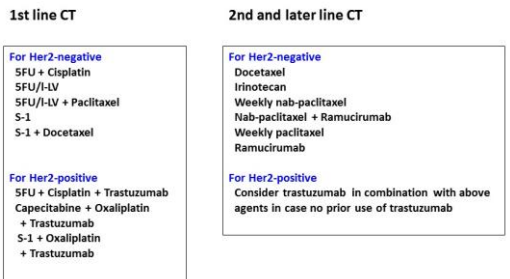 1st line CT
For Her2-negative
5FU + Cisplatin
5FU/l-LV
5FU/l-LV + Paclitaxel
S-1
S-1 + Docetaxel
For Her2-positive
5FU + Cisplatin + Trastuzumab
Capecitabine + Oxaliplatin
+ Trastuzumab
S-1 + Oxaliplatin
+ Trastuzumab
2nd and later line CT
For Her2-negative
Docetaxel
Irinotecan
Weekly nab-paclitaxel
Nab-paclitaxel + Ramucirumab
Weekly paclitaxel
Ramucirumab
For Her2-positive
Consider trastuzumab in combination with above
agents in case no prior use of trastuzumab